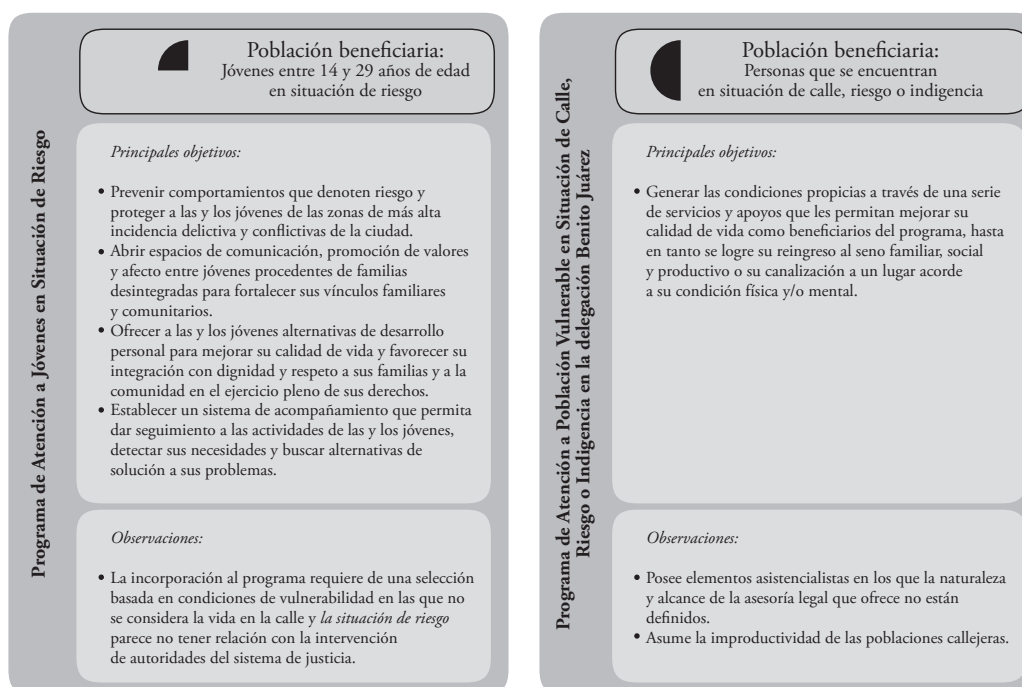 Programa de Atención a Jóvenes en Situación de Riesgo
Población beneficiaria:
Jóvenes entre 14 y 29 años de edad
en situación de riesgo
Principales objetivos:
• Prevenir comportamientos que denoten riesgo y
proteger a las y los jóvenes de las zonas de más alta
incidencia delictiva y conflictivas de la ciudad.
• Abrir espacios de comunicación, promoción de valores
y afecto entre jóvenes procedentes de familias
desintegradas para fortalecer sus vínculos familiares
y comunitarios.
• Ofrecer a las y los jóvenes alternativas de desarrollo
personal para mejorar su calidad de vida y favorecer su
integración con dignidad y respeto a sus familias y a la
comunidad en el ejercicio pleno de sus derechos.
• Establecer un sistema de acompañamiento que permita
dar seguimiento a las actividades de las y los jóvenes,
detectar sus necesidades y buscar alternativas de
solución a sus problemas.
Observaciones:
• La incorporación al programa requiere de una selección
basada en condiciones de vulnerabilidad en las que no
se considera la vida en la calle y la situación de riesgo
parece no tener relación con la intervención
de autoridades del sistema de justicia.
Programa de Atención a Población Vulnerable en Situación de Calle,
Riesgo o Indigencia en la delegación Benito Juárez
Población beneficiaria:
Personas que se encuentran
en situación de calle, riesgo o indigencia
Principales objetivos:
• Generar las condiciones propicias a través de una serie
de servicios y apoyos que les permitan mejorar su
calidad de vida como beneficiarios del programa, hasta
en tanto se logre su reingreso al seno familiar, social
y productivo o su canalización a un lugar acorde
a su condición física y/o mental.
Observaciones:
• Posee elementos asistencialistas en los que la naturaleza
y alcance de la asesoría legal que ofrece no están
definidos.
• Asume la improductividad de las poblaciones callejeras.